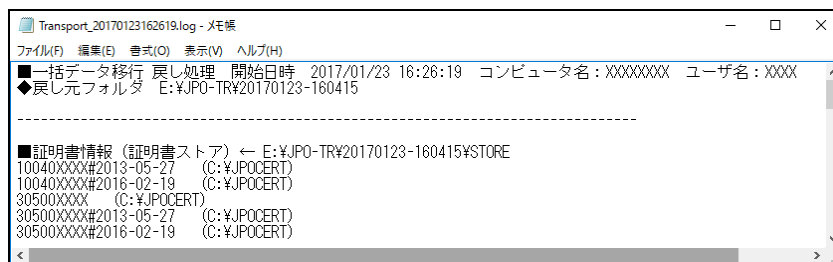 Transport_20170123162619.log - メモ帳
ファイル(F) 編集(E) 書式(O) 表示(V) ヘルプ(H)
■一括データ移行 戻し処理 開始日時 2017/01/23 16:26:19 コンピュータ名：XXXXXXXX ユーザ名：XXXX
◆戻し元フォルダ E:¥JPO-TR¥20170123-160415
-----------------------------------------------------------------------------
■証明書情報（証明書ストア）← E:¥JPO-TR¥20170123-160415¥STORE
10040XXXX#2013-05-27 (C:¥JPOCERT)
10040XXXX#2016-02-19 (C:¥JPOCERT)
30500XXXX (C:¥JPOCERT)
30500XXXX#2013-05-27 (C:¥JPOCERT)
30500XXXX#2016-02-19 (C:¥JPOCERT)